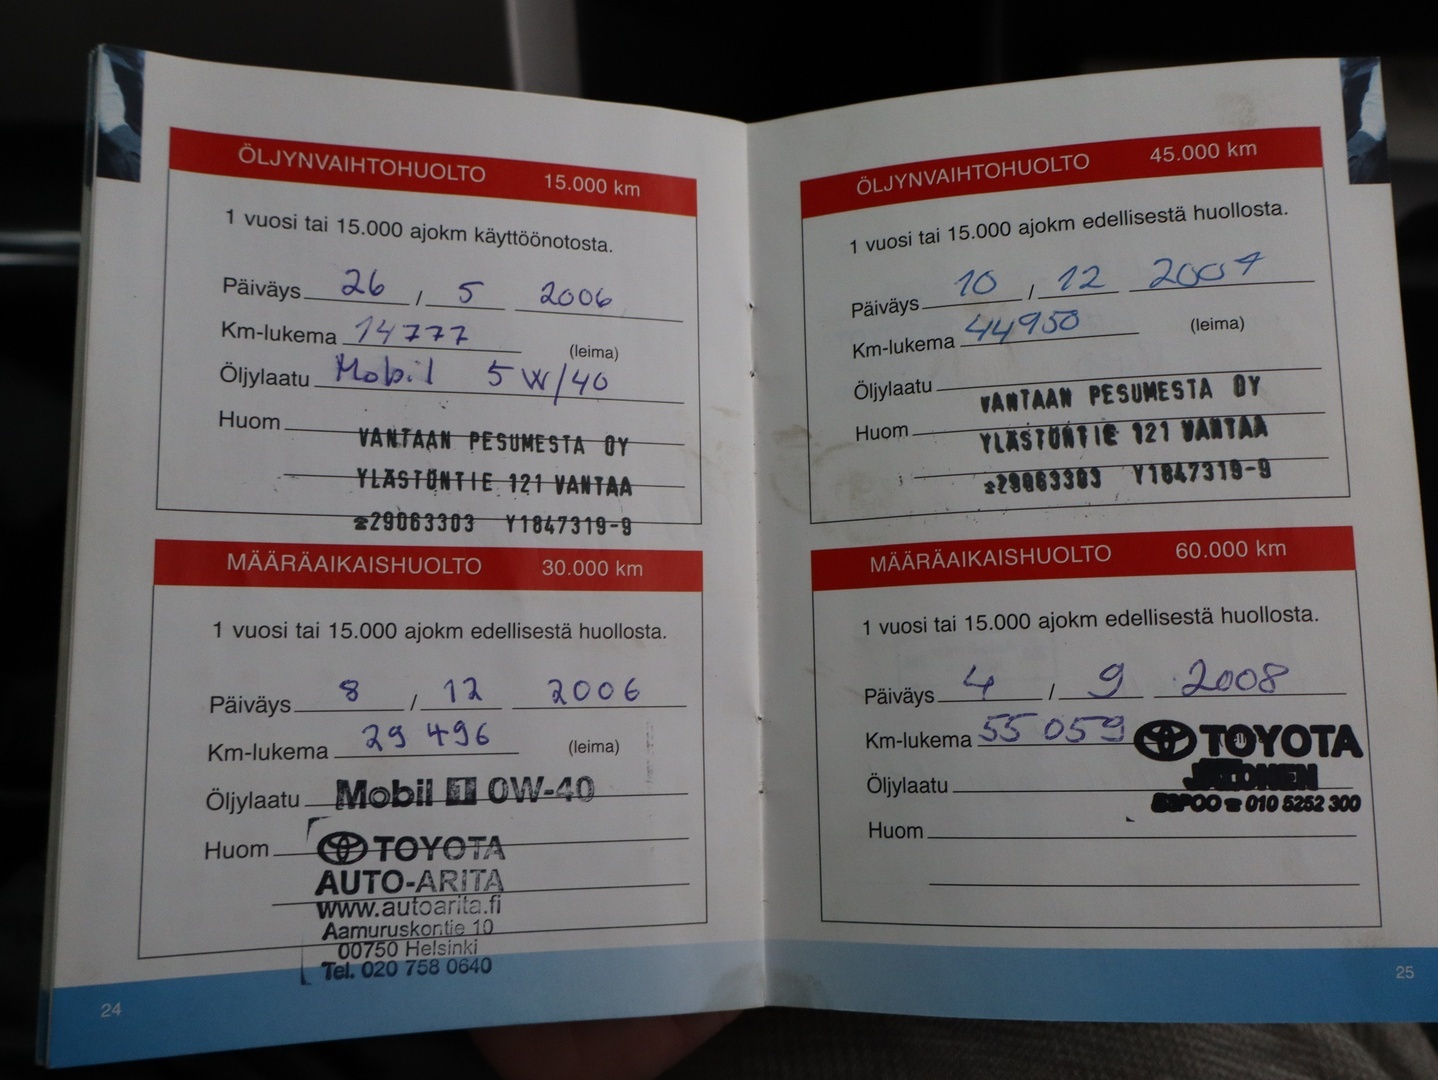 ÖLJYNVAIHTOHUOLTO 15.000 km
1 vuosi tai 15.000 ajokm käyttöönotosta.
Päiväys 26 / 5 2006
Km-lukema 14777 (leima)
Öljylaatu Mobil 5W/40
Huom
VANTAAN PESUMESTA OY
YLÄSTÖNTIE 121 VANTAA
☎29063303 Y1847319-9
MÄÄRÄAIKAISHUOLTO 30.000 km
1 vuosi tai 15.000 ajokm edellisestä huollosta.
Päiväys 8 / 12 2006
Km-lukema 29 496 (leima)
Öljylaatu Mobil 1 0W-40
Huom
TOYOTA
AUTO-ARITA
www.autoarita.fi
Aamuruskontie 10
00750 Helsinki
Tel. 020 758 0640
24
ÖLJYNVAIHTOHUOLTO 45.000 km
1 vuosi tai 15.000 ajokm edellisestä huollosta.
Päiväys 10 / 12 2007
Km-lukema 44950 (leima)
Öljylaatu
Huom
VANTAAN PESUMESTA OY
YLÄSTÖNTIE 121 VANTAA
☎29063303 Y1847319-9
MÄÄRÄAIKAISHUOLTO 60.000 km
1 vuosi tai 15.000 ajokm edellisestä huollosta.
Päiväys 4 / 9 2008
Km-lukema 55 059
TOYOTA
Öljylaatu
ESPOO ☎ 010 5252 300
Huom
25